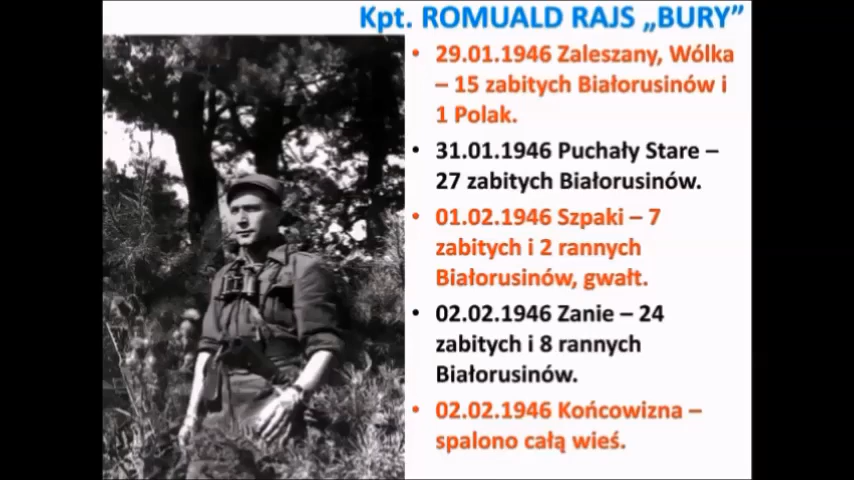 Kpt. ROMUALD RAJS „BURY”
• 29.01.1946 Zaleszany, Wólka
– 15 zabitych Białorusinów i
1 Polak.
• 31.01.1946 Puchały Stare –
27 zabitych Białorusinów.
• 01.02.1946 Szpaki – 7
zabitych i 2 rannych
Białorusinów, gwałt.
• 02.02.1946 Zanie – 24
zabitych i 8 rannych
Białorusinów.
• 02.02.1946 Końcowizna –
spalono całą wieś.